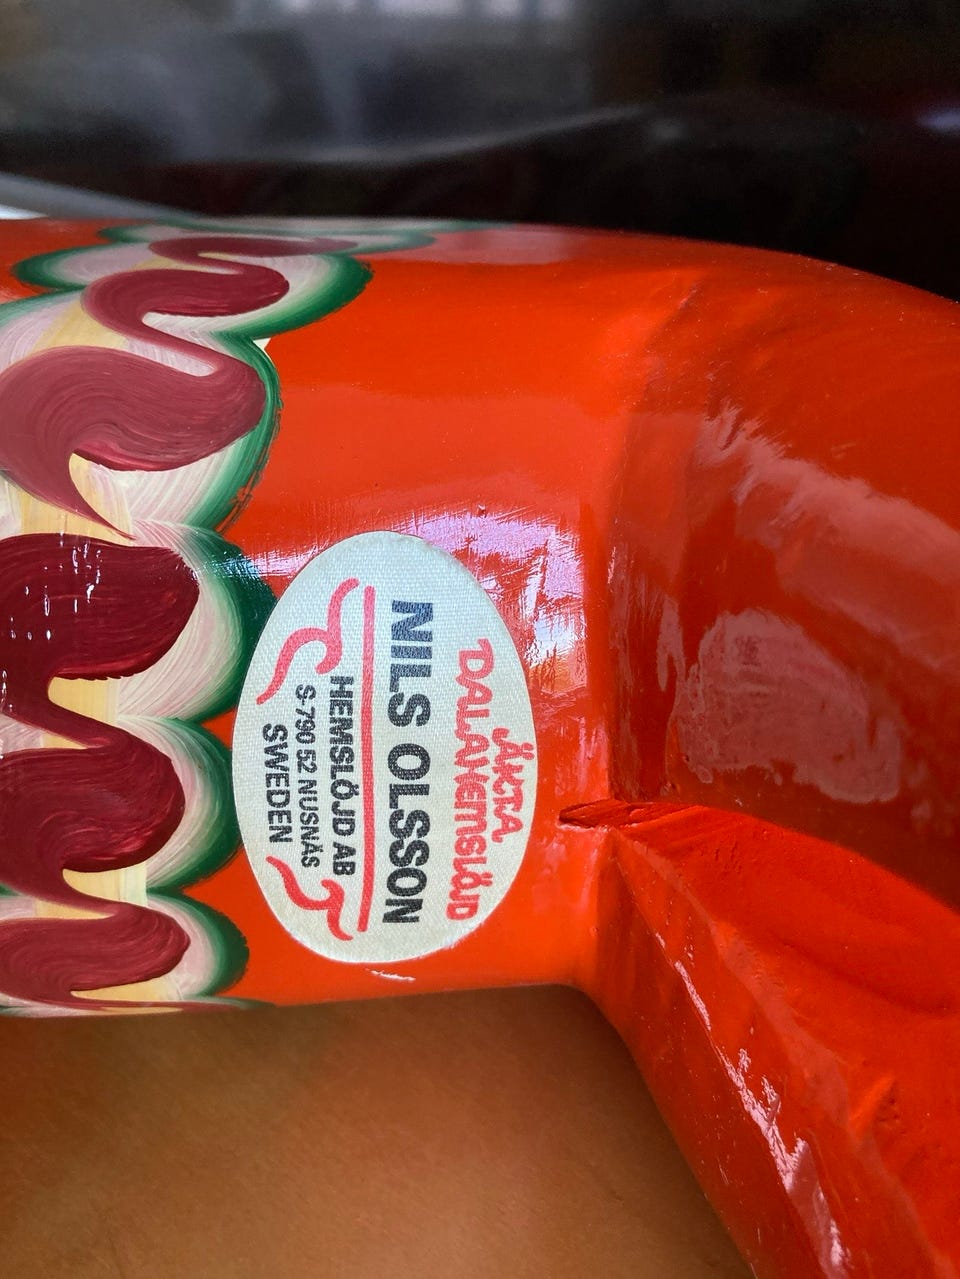 ÄKTA
DALAHEMSLÖJD
NILS OLSSON
HEMSLÖJD AB
S-790 52 NUSNÄS
SWEDEN